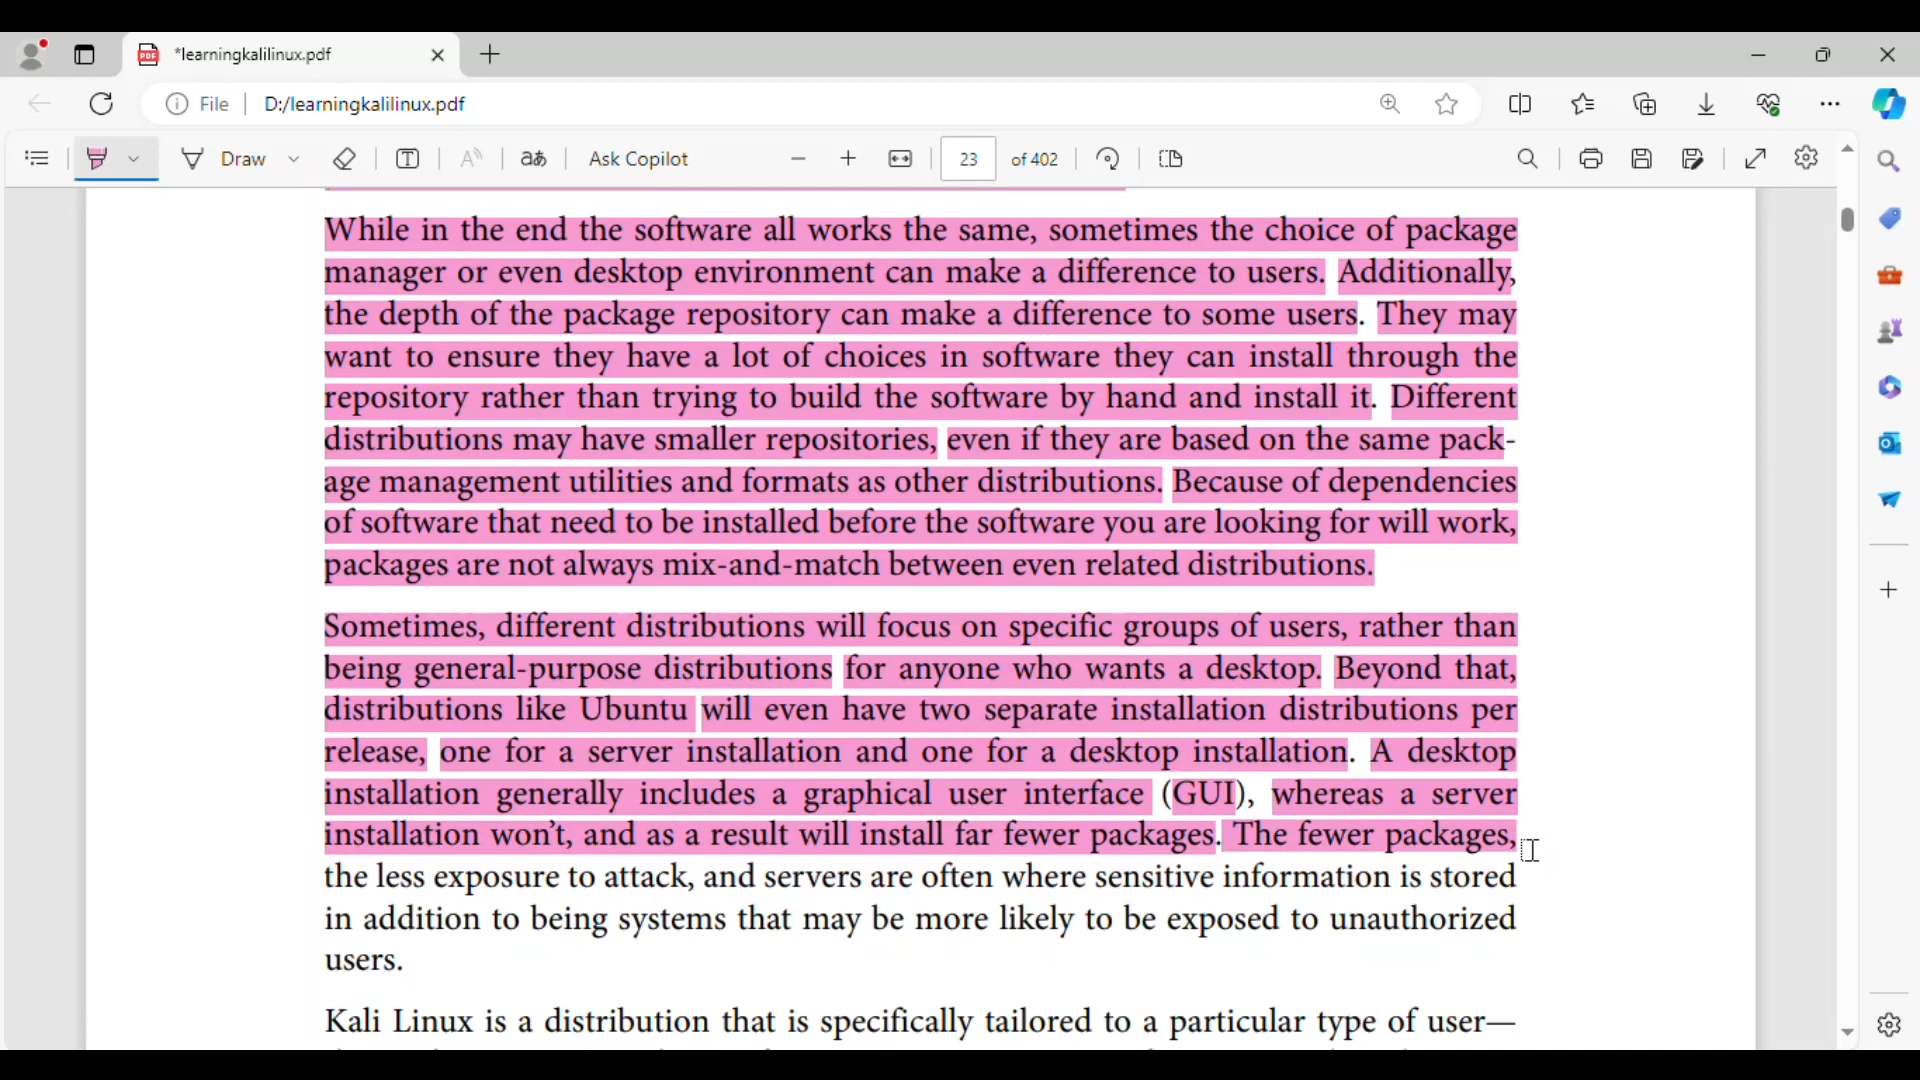 *learningkalilinux.pdf
File
D:/learningkalilinux.pdf
Draw
Ask Copilot
23
of 402
While in the end the software all works the same, sometimes the choice of package
manager or even desktop environment can make a difference to users. Additionally,
the depth of the package repository can make a difference to some users. They may
want to ensure they have a lot of choices in software they can install through the
repository rather than trying to build the software by hand and install it. Different
distributions may have smaller repositories, even if they are based on the same pack-
age management utilities and formats as other distributions. Because of dependencies
of software that need to be installed before the software you are looking for will work,
packages are not always mix-and-match between even related distributions.
Sometimes, different distributions will focus on specific groups of users, rather than
being general-purpose distributions for anyone who wants a desktop. Beyond that,
distributions like Ubuntu will even have two separate installation distributions per
release, one for a server installation and one for a desktop installation. A desktop
installation generally includes a graphical user interface (GUI), whereas a server
installation won’t, and as a result will install far fewer packages. The fewer packages,
the less exposure to attack, and servers are often where sensitive information is stored
in addition to being systems that may be more likely to be exposed to unauthorized
users.
Kali Linux is a distribution that is specifically tailored to a particular type of user—